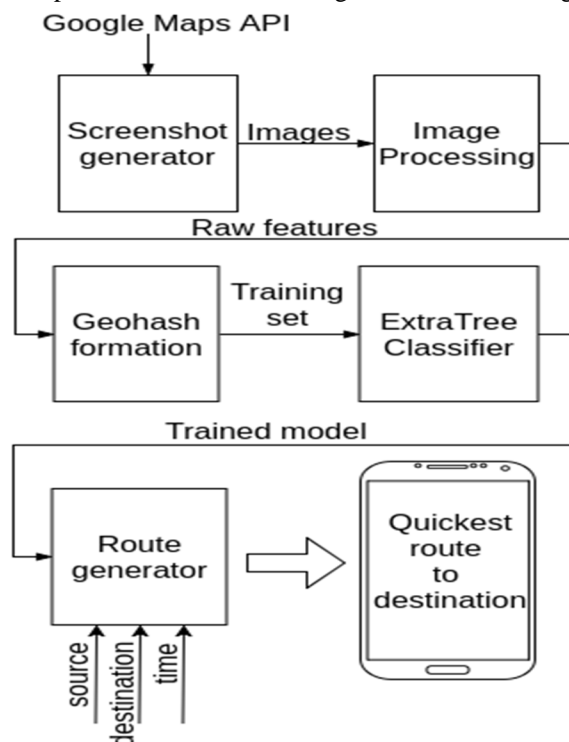 Google Maps API
Screenshot
generator
Images
Image
Processing
Raw features
Geohash
formation
Training
set
ExtraTree
Classifier
Trained model
Route
generator
Quickest
route
to
destination
source
destination
time